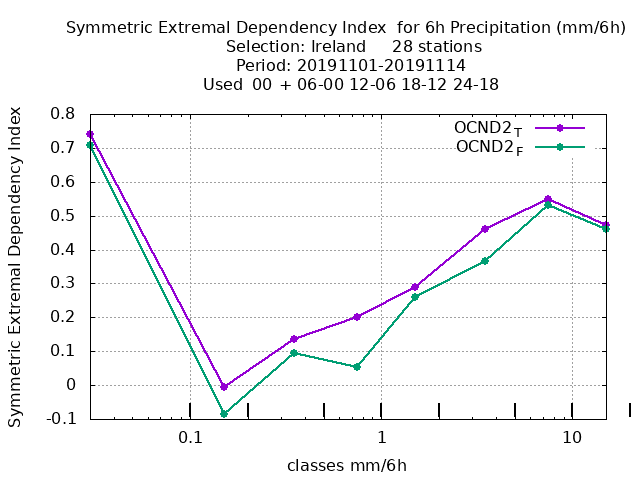 Symmetric Extremal Dependency Index  for 6h Precipitation (mm/6h)
Selection: Ireland     28 stations
Period: 20191101-20191114
Used  00  + 06-00 12-06 18-12 24-18
Symmetric Extremal Dependency Index
0.8
0.7
0.6
0.5
0.4
0.3
0.2
0.1
0
-0.1
OCND2T
OCND2F
0.1 1 10
classes mm/6h